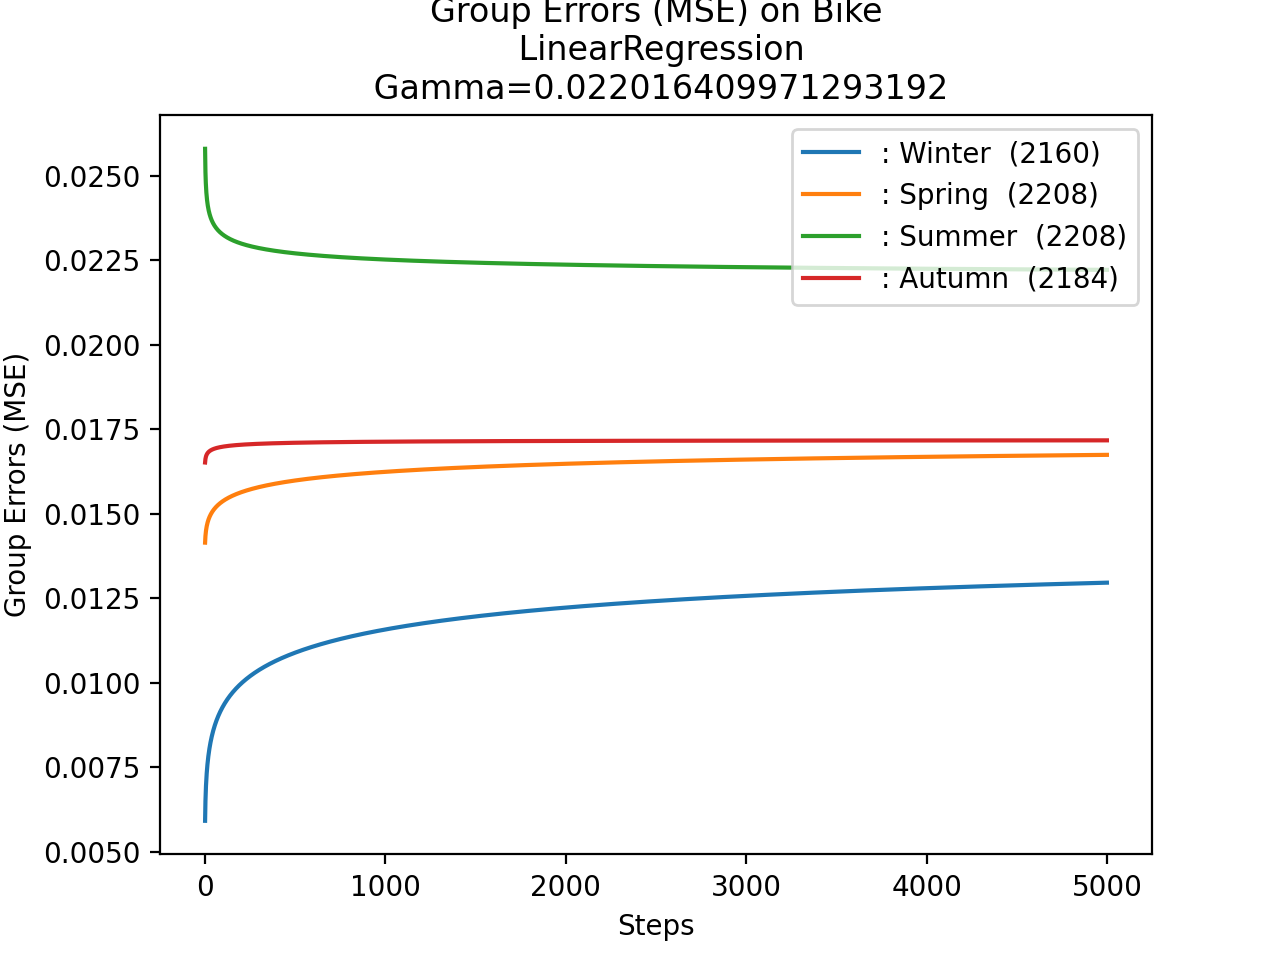 Group Errors (MSE) on Bike
LinearRegression
Gamma=0.022016409971293192
: Winter (2160)
: Spring (2208)
: Summer (2208)
: Autumn (2184)
Group Errors (MSE)
0.0250
0.0225
0.0200
0.0175
0.0150
0.0125
0.0100
0.0075
0.0050
0 1000 2000 3000 4000 5000
Steps